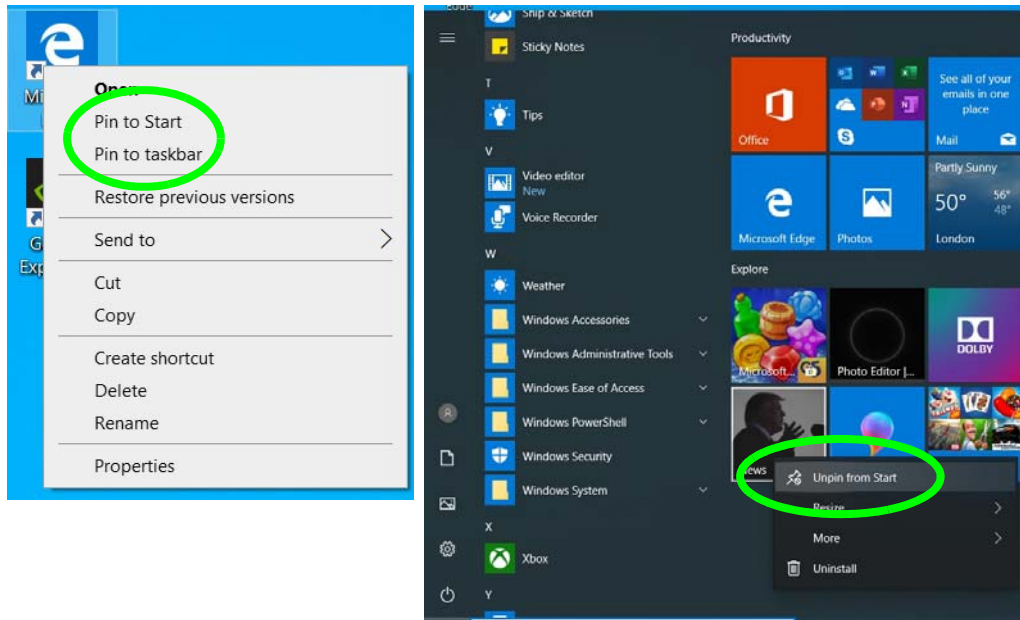 Mi
Open
Pin to Start
Pin to taskbar
Restore previous versions
Send to
G
Exp
Cut
Copy
Create shortcut
Delete
Rename
Properties
Edge
Snip & Sketch
Sticky Notes
T
Tips
V
Video editor
New
Voice Recorder
W
Weather
Windows Accessories
Windows Administrative Tools
Windows Ease of Access
Windows PowerShell
Windows Security
Windows System
X
Xbox
Y
Productivity
Office
See all of your
emails in one
place
Mail
Microsoft Edge
Photos
Partly Sunny
50°
56°
48°
London
Explore
Microsoft...
Photo Editor |...
DOLBY
News
Unpin from Start
Resize
More
Uninstall